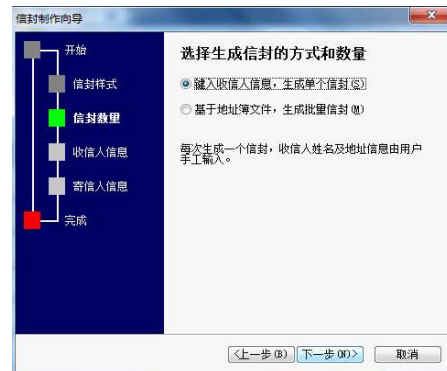 信封制作向导
开始
信封样式
信封数量
收信人信息
寄信人信息
完成
选择生成信封的方式和数量
键入收信人信息，生成单个信封(S)
基于地址簿文件，生成批量信封(M)
每次生成一个信封，收信人姓名及地址信息由用户
手工输入。
<上一步(B)
下一步(N)>
取消